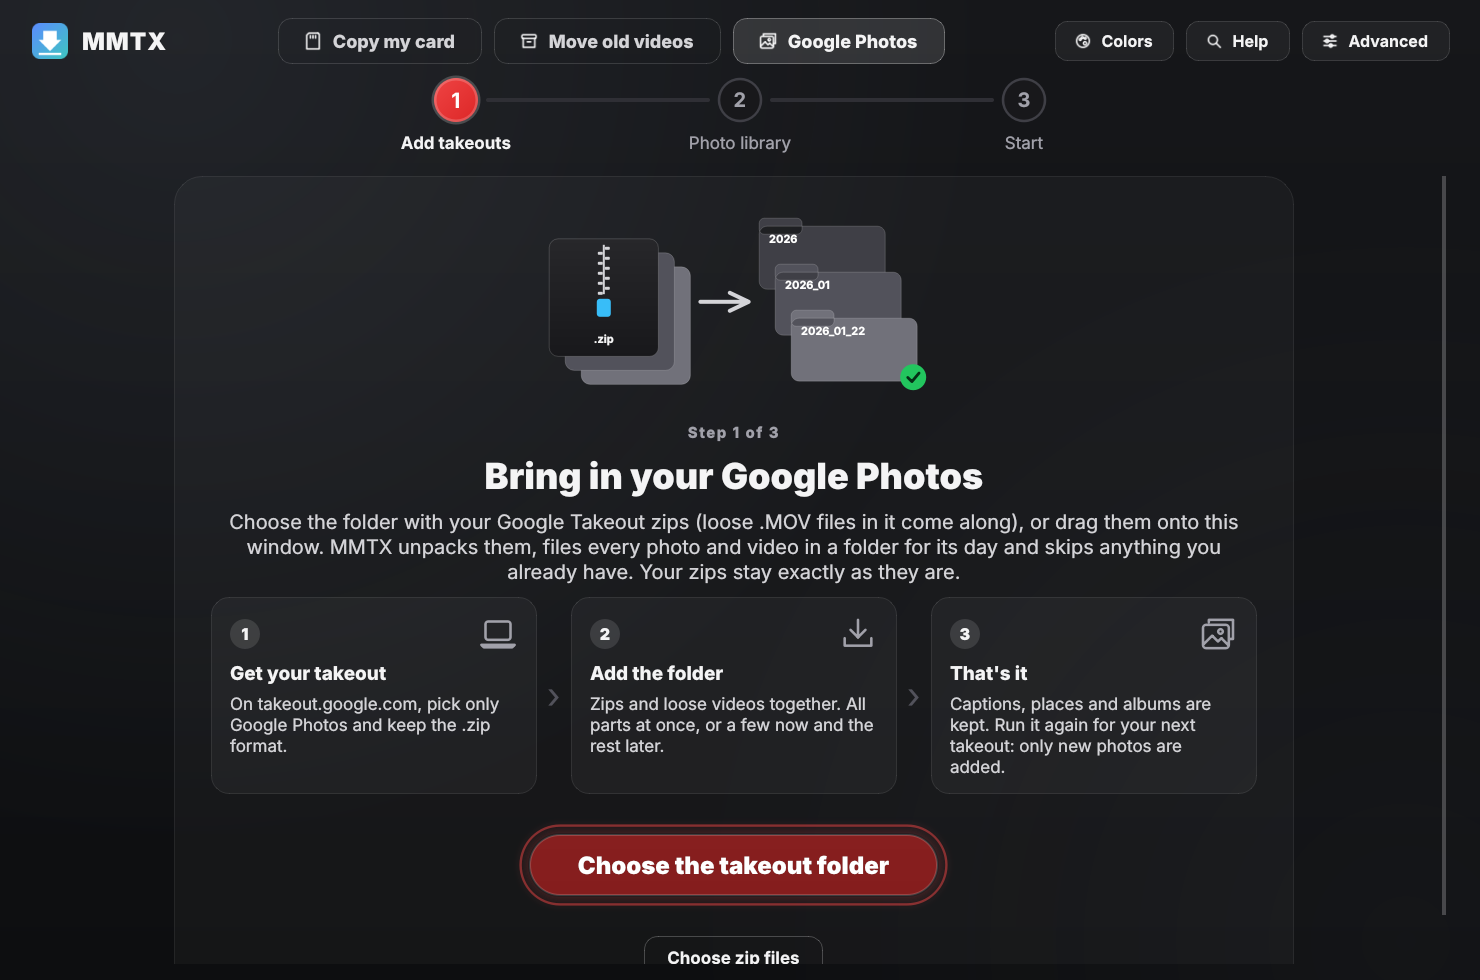 MMTX
Copy my card
Move old videos
Google Photos
Colors
Help
Advanced
1
2
3
Add takeouts
Photo library
Start
.zip
2026
2026_01
2026_01_22
Step 1 of 3
Bring in your Google Photos
Choose the folder with your Google Takeout zips (loose .MOV files in it come along), or drag them onto this
window. MMTX unpacks them, files every photo and video in a folder for its day and skips anything you
already have. Your zips stay exactly as they are.
1
Get your takeout
On takeout.google.com, pick only
Google Photos and keep the .zip
format.
2
Add the folder
Zips and loose videos together. All
parts at once, or a few now and the
rest later.
3
That's it
Captions, places and albums are
kept. Run it again for your next
takeout: only new photos are
added.
Choose the takeout folder
Choose zip files